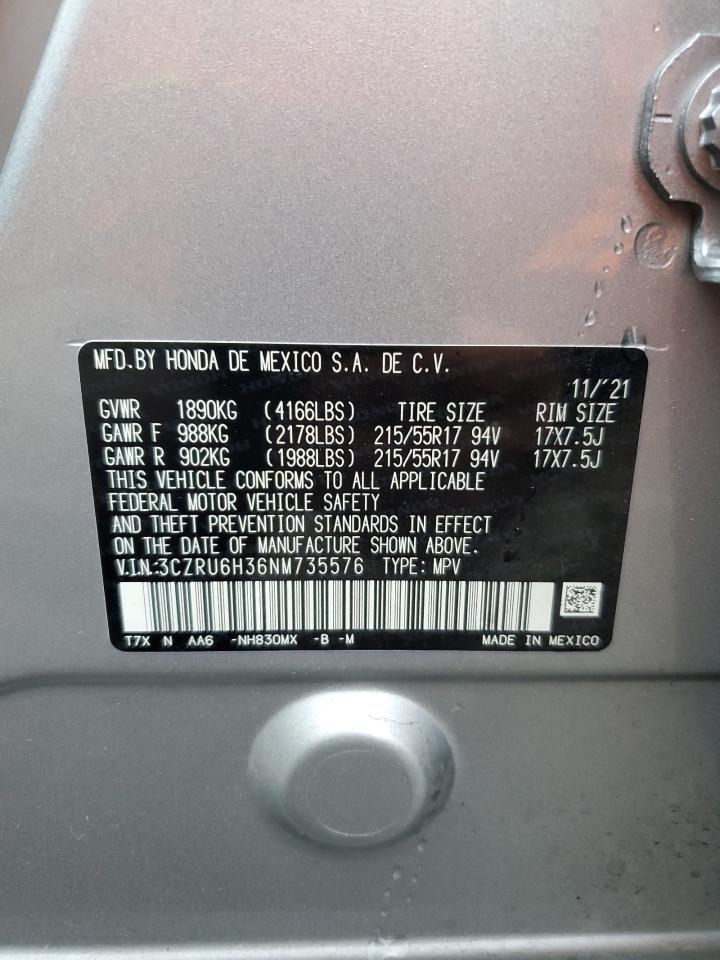 MFD.BY HONDA DE MEXICO S.A. DE C.V.
11/'21
GVWR 1890KG (4166LBS) TIRE SIZE RIM SIZE
GAWR F 988KG (2178LBS) 215/55R17 94V 17X7.5J
GAWR R 902KG (1988LBS) 215/55R17 94V 17X7.5J
THIS VEHICLE CONFORMS TO ALL APPLICABLE
FEDERAL MOTOR VEHICLE SAFETY
AND THEFT PREVENTION STANDARDS IN EFFECT
ON THE DATE OF MANUFACTURE SHOWN ABOVE.
V.I.N.:3CZRU6H36NM735576 TYPE: MPV
T7X N AA6 -NH830MX -B -M MADE IN MEXICO